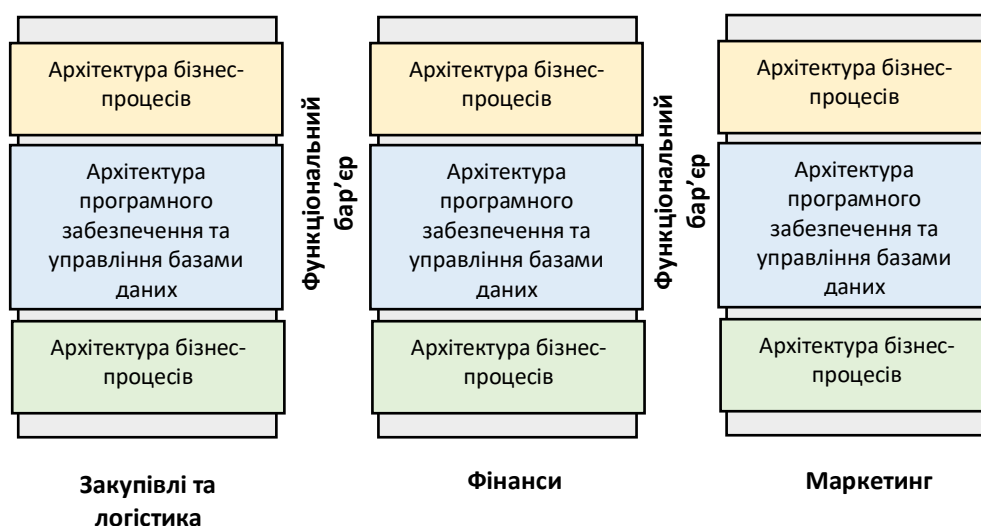 Архітектура бізнес-
процесів
Архітектура
програмного
забезпечення та
управління базами
даних
Архітектура бізнес-
процесів
Закупівлі та
логістика
Функціональний
бар’єр
Архітектура бізнес-
процесів
Архітектура
програмного
забезпечення та
управління базами
даних
Архітектура бізнес-
процесів
Фінанси
Функціональний
бар’єр
Архітектура бізнес-
процесів
Архітектура
програмного
забезпечення та
управління базами
даних
Архітектура бізнес-
процесів
Маркетинг